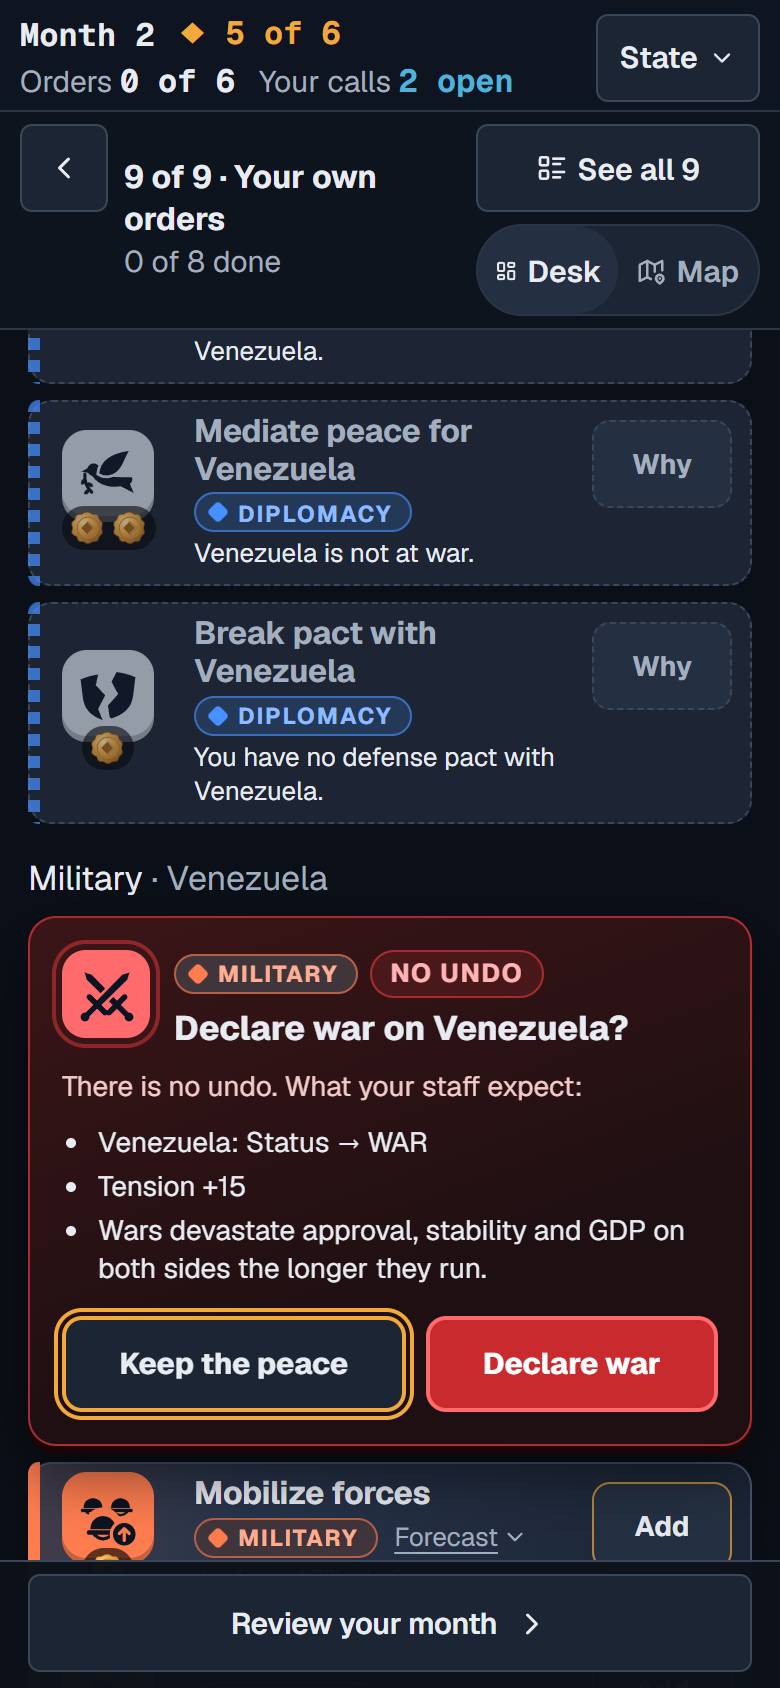 Month 2 ◆ 5 of 6
Orders 0 of 6 Your calls 2 open
State
9 of 9 · Your own
orders
0 of 8 done
See all 9
Desk
Map
Venezuela.
Mediate peace for
Venezuela
DIPLOMACY
Venezuela is not at war.
Why
Break pact with
Venezuela
DIPLOMACY
You have no defense pact with
Venezuela.
Why
Military · Venezuela
MILITARY NO UNDO
Declare war on Venezuela?
There is no undo. What your staff expect:
• Venezuela: Status → WAR
• Tension +15
• Wars devastate approval, stability and GDP on
both sides the longer they run.
Keep the peace
Declare war
Mobilize forces
MILITARY Forecast
Add
Review your month